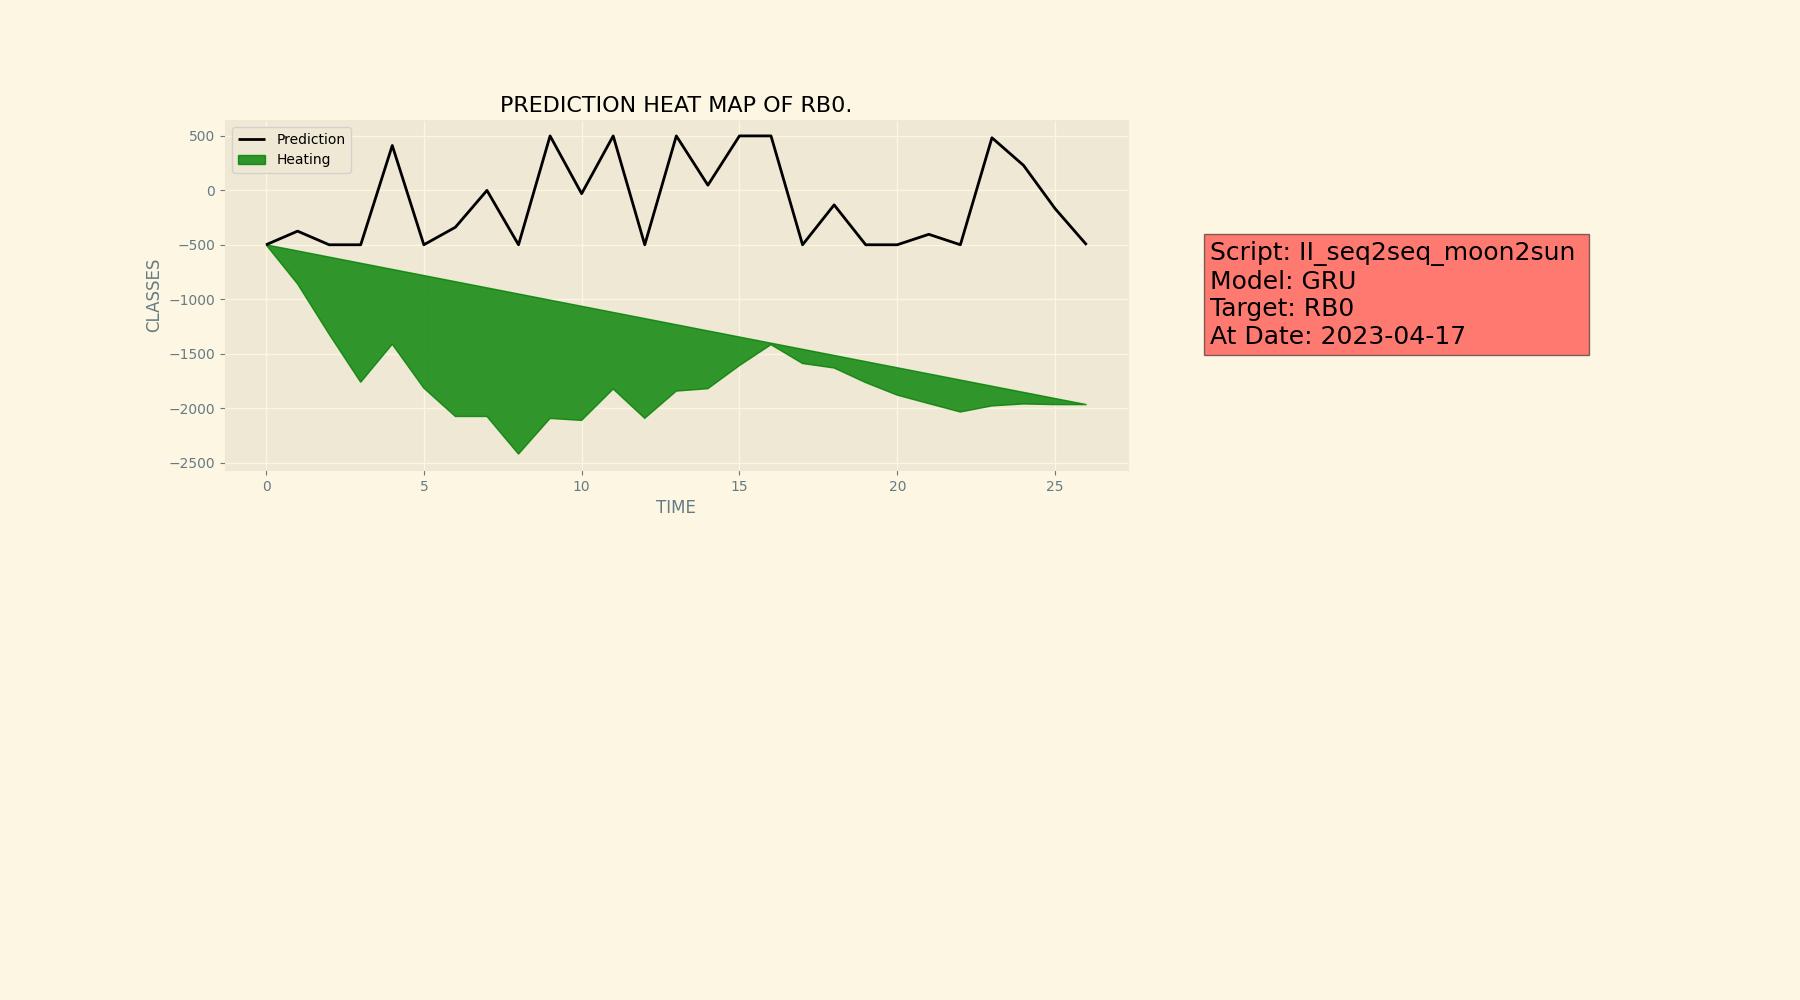 PREDICTION HEAT MAP OF RB0.
500
0
−500
−1000
−1500
−2000
−2500
CLASSES
Prediction
Heating
0 5 10 15 20 25
TIME
Script: II_seq2seq_moon2sun
Model: GRU
Target: RB0
At Date: 2023-04-17